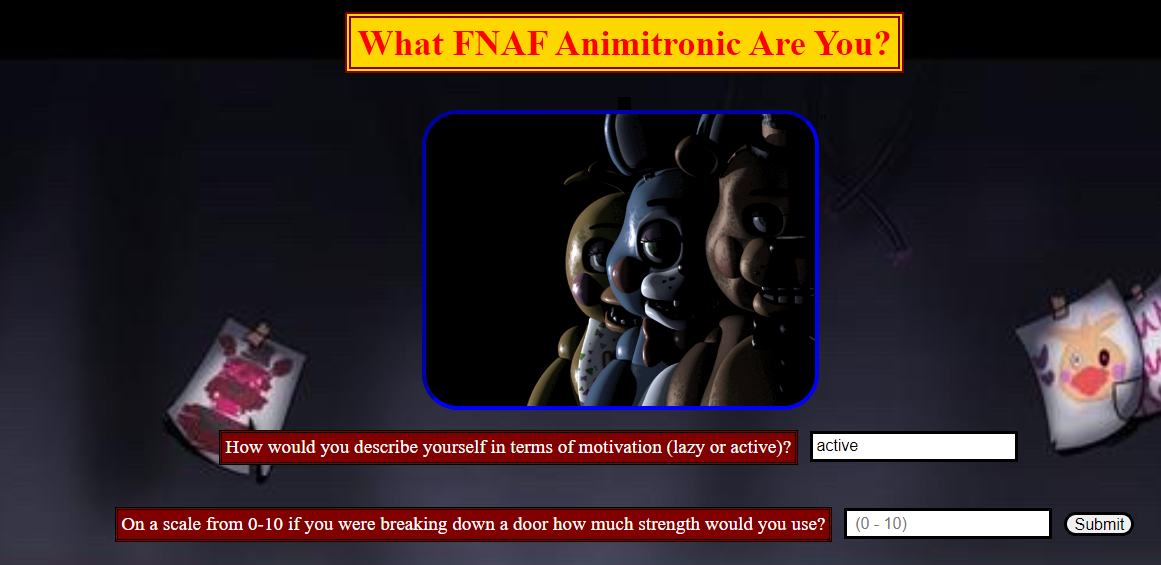 What FNAF Animitronic Are You?
How would you describe yourself in terms of motivation (lazy or active)? active
On a scale from 0-10 if you were breaking down a door how much strength would you use? (0 - 10) Submit